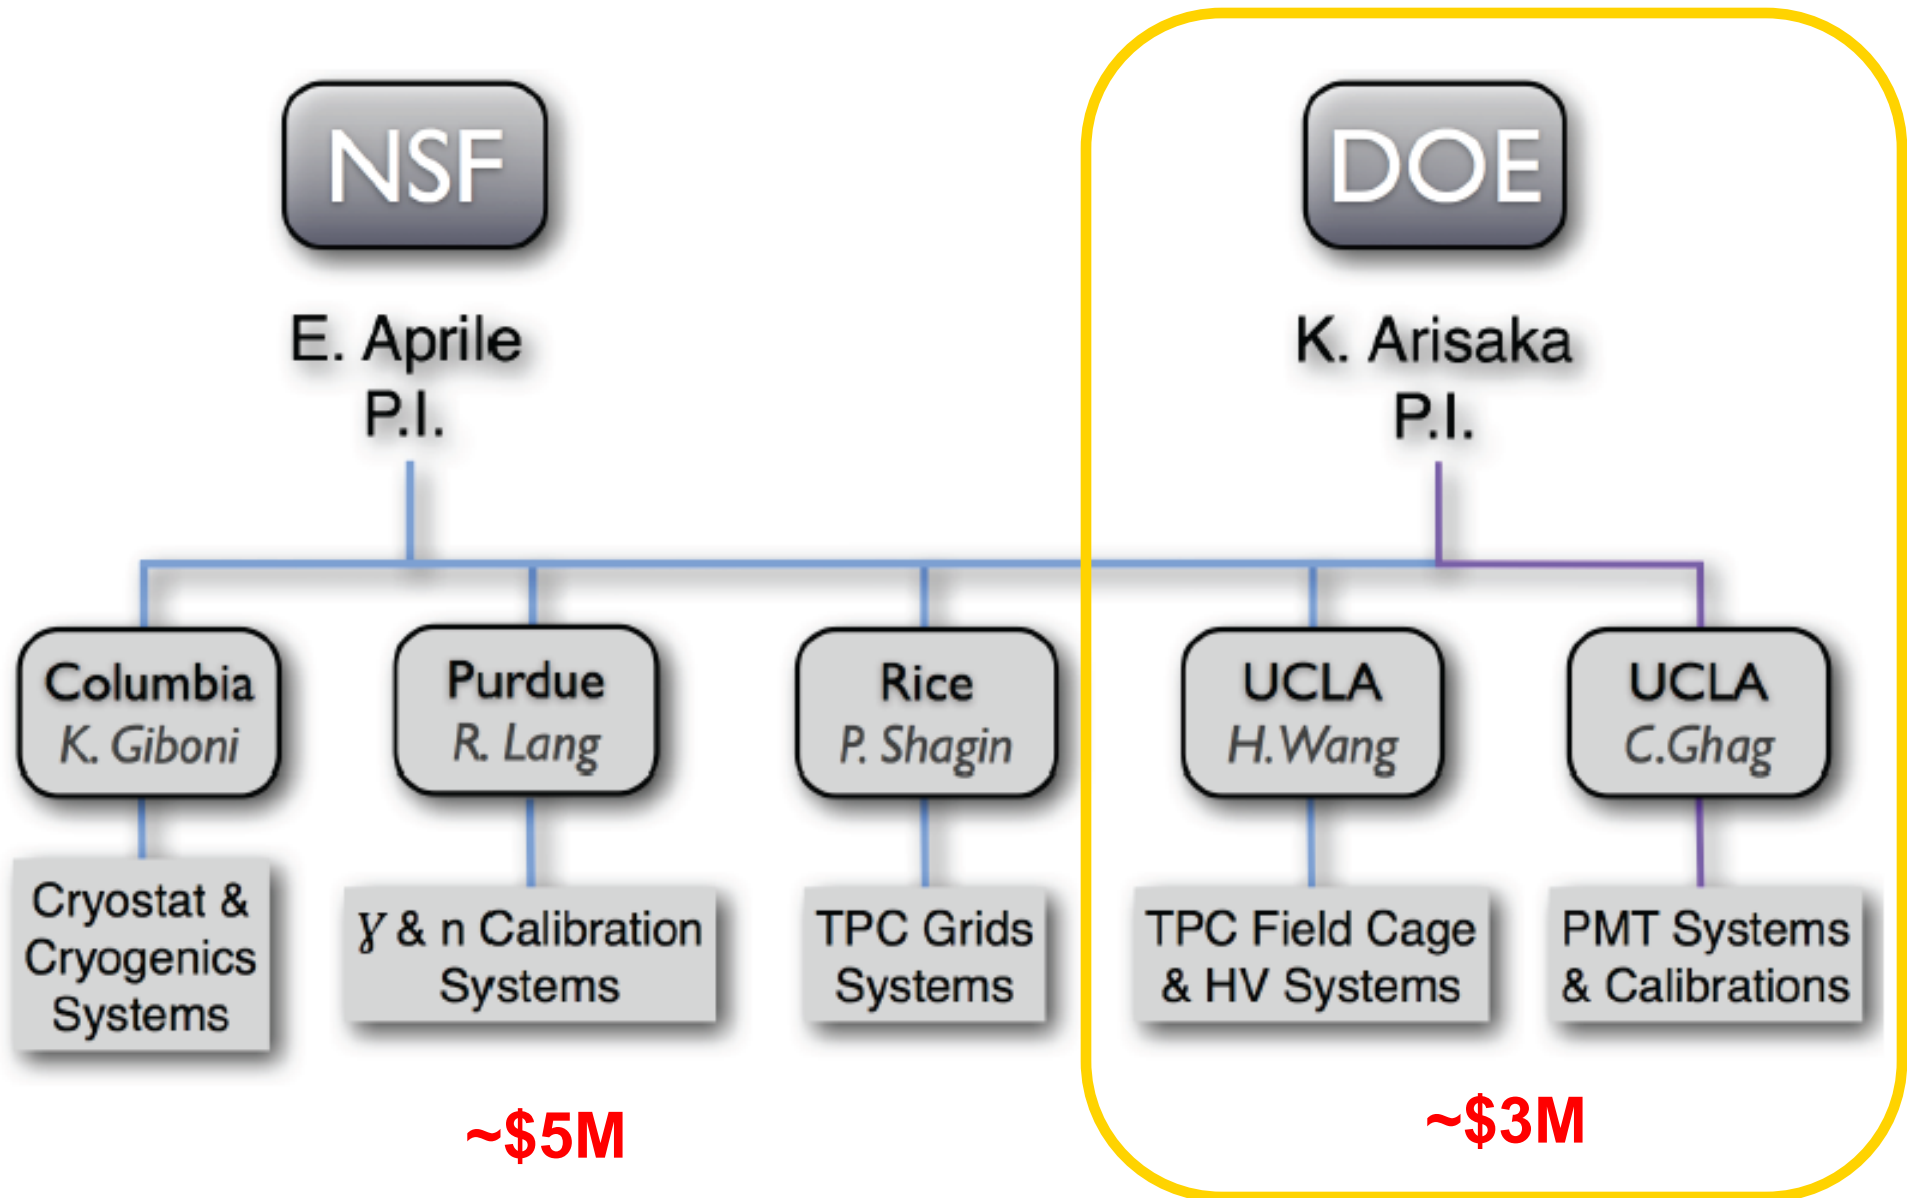 NSF
DOE
E. Aprile
P.I.
K. Arisaka
P.I.
Columbia
K. Giboni
Purdue
R. Lang
Rice
P. Shagin
UCLA
H.Wang
UCLA
C.Ghag
Cryostat &
Cryogenics
Systems
γ & n Calibration
Systems
TPC Grids
Systems
TPC Field Cage
& HV Systems
PMT Systems
& Calibrations
~$5M
~$3M